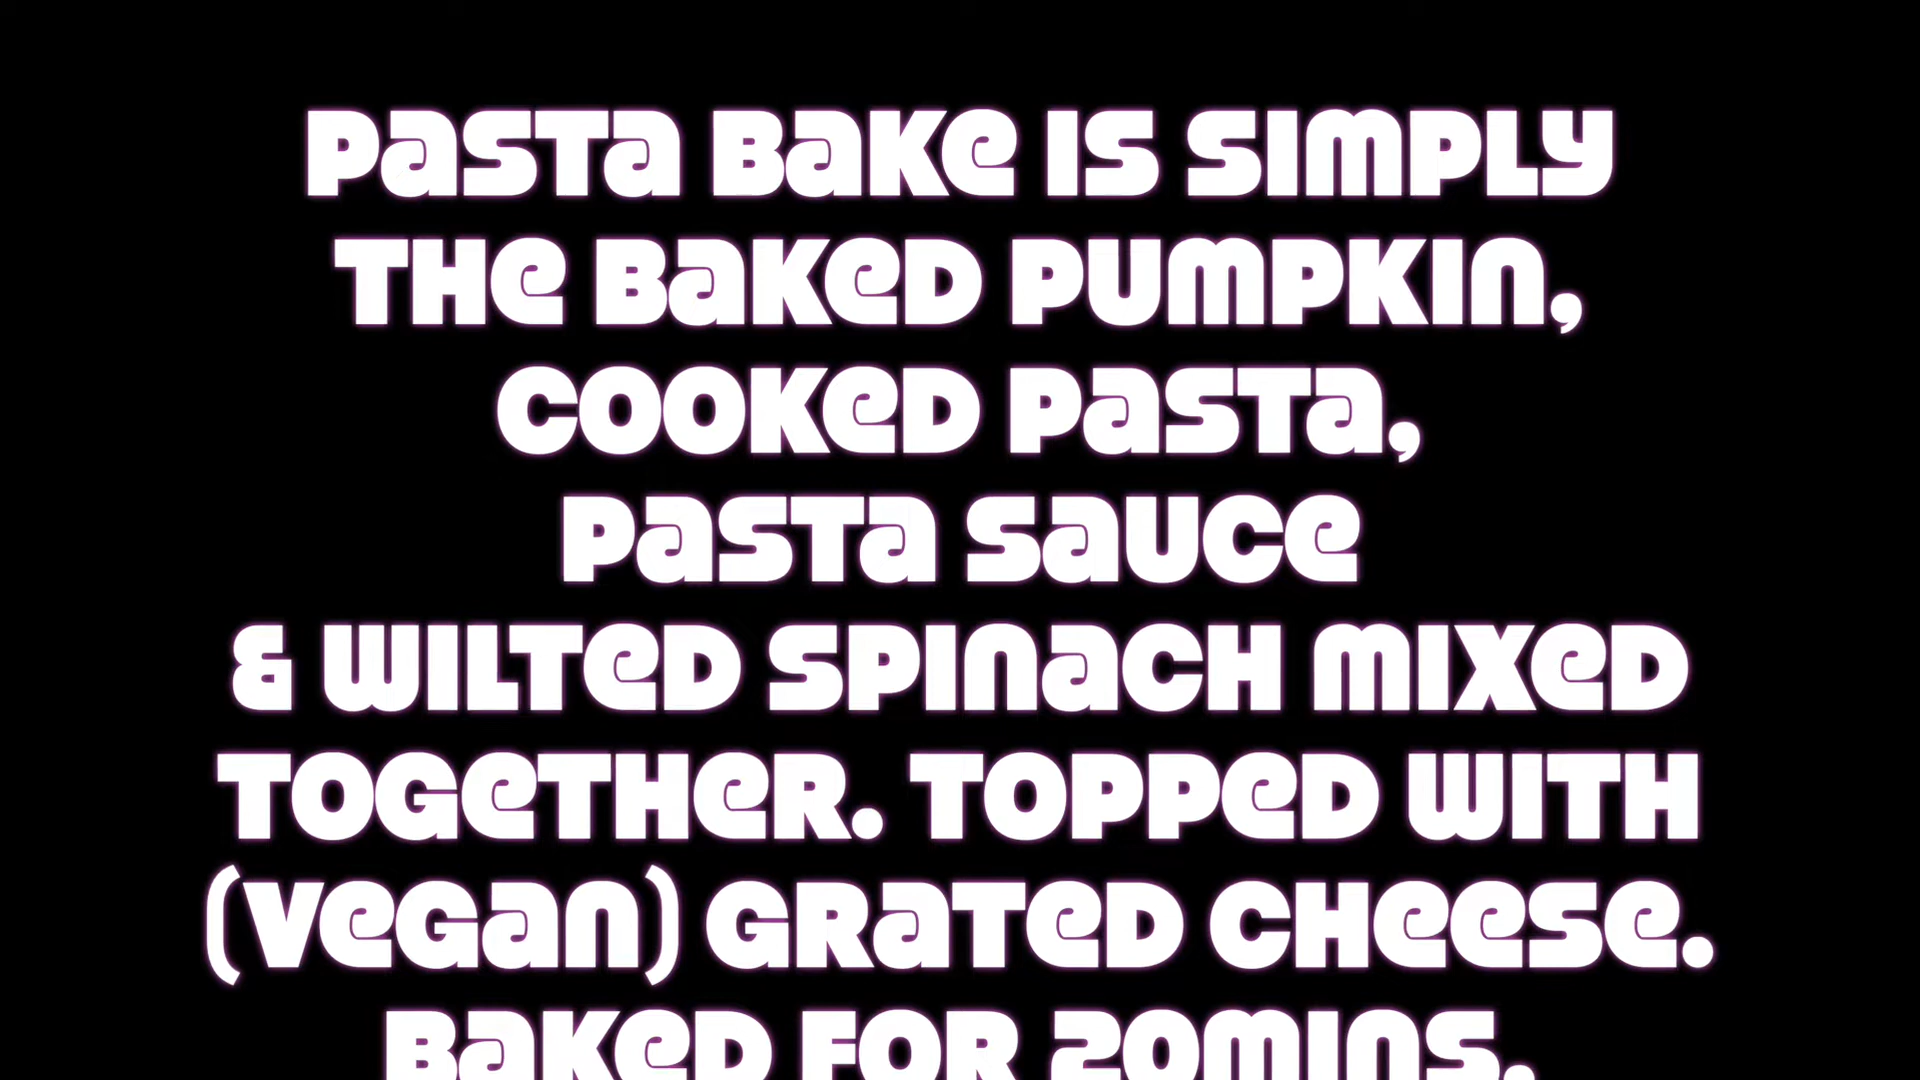 Pasta Bake is simply
the baked pumpkin,
cooked pasta,
pasta sauce
& wilted spinach mixed
together. Topped with
(vegan) grated cheese.
Baked for 20mins.